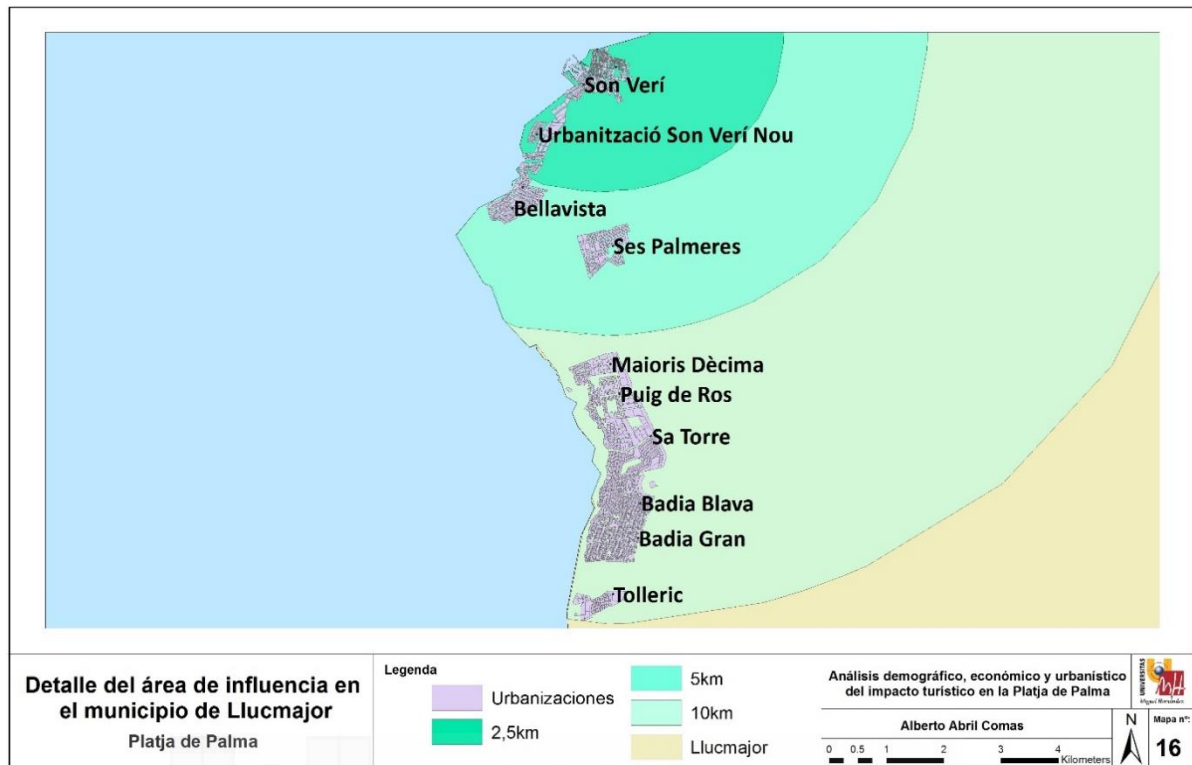 Son Verí
Urbanització Son Verí Nou
Bellavista
Ses Palmeres
Maioris Dècima
Puig de Ros
Sa Torre
Badia Blava
Badia Gran
Tolleric
Detalle del área de influencia en
el municipio de Llucmajor
Platja de Palma
Legenda
Urbanizaciones
2,5km
5km
10km
Llucmajor
Análisis demográfico, económico y urbanístico
del impacto turístico en la Platja de Palma
Alberto Abril Comas
0 0.5 1 2 3 4
Kilometers
UNIVERSITAS
Miguel Hernández
N
Mapa nº:
16